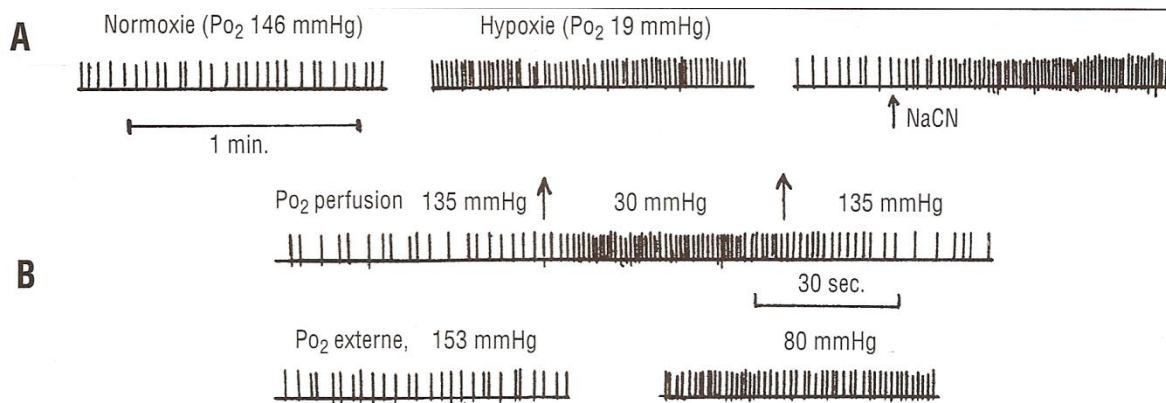 A
Normoxie (Po₂ 146 mmHg) Hypoxie (Po₂ 19 mmHg)
NaCN
1 min.
Po₂ perfusion 135 mmHg 30 mmHg 135 mmHg
B
30 sec.
Po₂ externe, 153 mmHg 80 mmHg